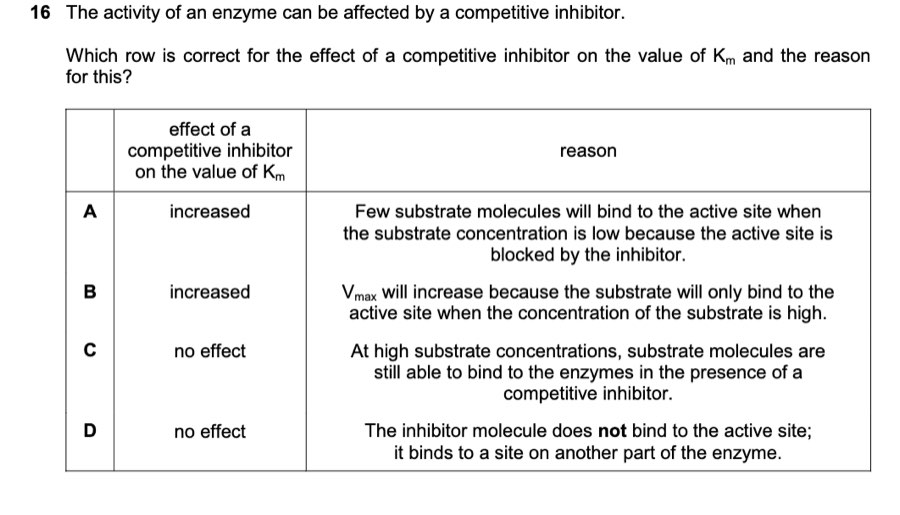 16 The activity of an enzyme can be affected by a competitive inhibitor.
Which row is correct for the effect of a competitive inhibitor on the value of Km and the reason
for this?
effect of a
competitive inhibitor
on the value of Km
reason
A
increased
Few substrate molecules will bind to the active site when
the substrate concentration is low because the active site is
blocked by the inhibitor.
B
increased
Vmax will increase because the substrate will only bind to the
active site when the concentration of the substrate is high.
C
no effect
At high substrate concentrations, substrate molecules are
still able to bind to the enzymes in the presence of a
competitive inhibitor.
D
no effect
The inhibitor molecule does not bind to the active site;
it binds to a site on another part of the enzyme.